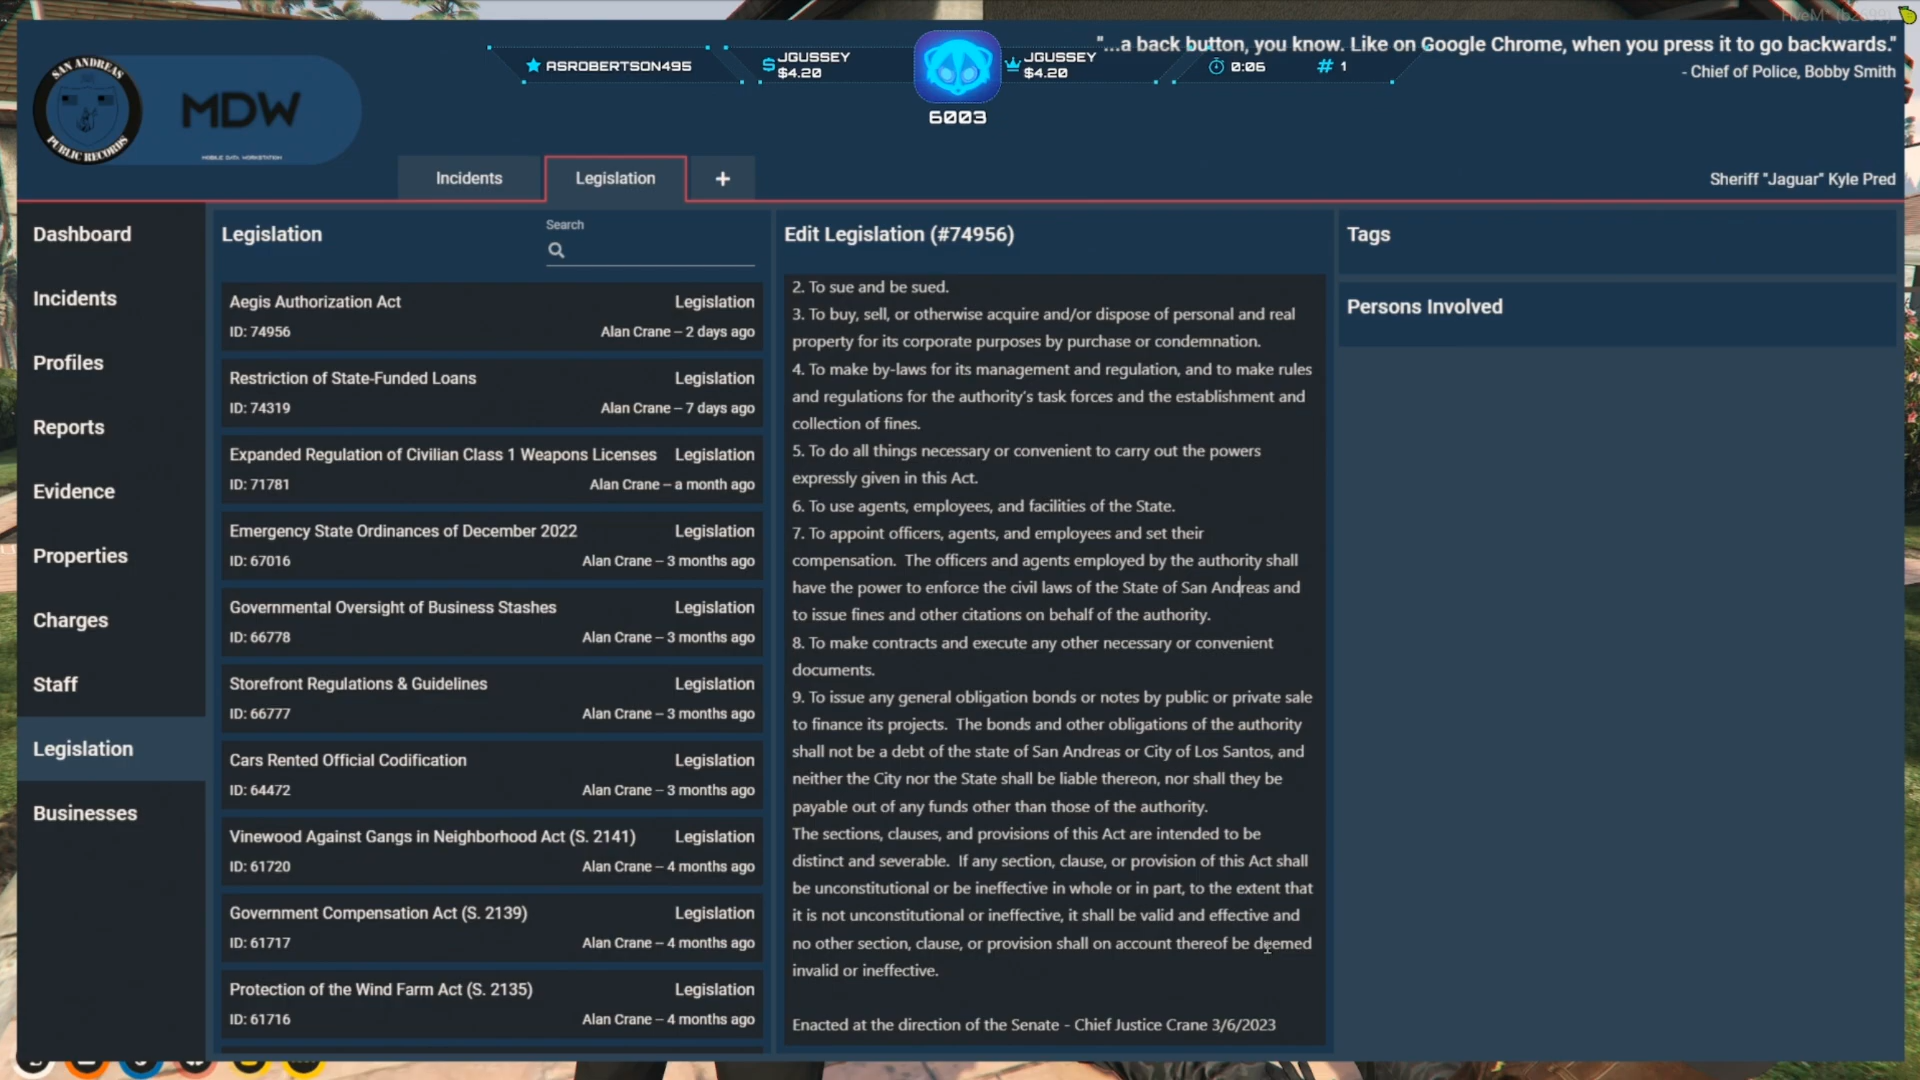 FiveM
"...a back button, you know. Like on Google Chrome, when you press it to go backwards."
- Chief of Police, Bobby Smith
ASROBERTSON495
JGUSSEY
$4.20
6003
JGUSSEY
$4.20
0:06
# 1
SAN ANDREAS
PUBLIC RECORDS
MDW
MOBILE DATA WORKSTATION
Incidents
Legislation
+
Sheriff "Jaguar" Kyle Pred
Dashboard
Incidents
Profiles
Reports
Evidence
Properties
Charges
Staff
Legislation
Businesses
Legislation
Search
Aegis Authorization Act Legislation
ID: 74956 Alan Crane – 2 days ago
Restriction of State-Funded Loans Legislation
ID: 74319 Alan Crane – 7 days ago
Expanded Regulation of Civilian Class 1 Weapons Licenses Legislation
ID: 71781 Alan Crane – a month ago
Emergency State Ordinances of December 2022 Legislation
ID: 67016 Alan Crane – 3 months ago
Governmental Oversight of Business Stashes Legislation
ID: 66778 Alan Crane – 3 months ago
Storefront Regulations & Guidelines Legislation
ID: 66777 Alan Crane – 3 months ago
Cars Rented Official Codification Legislation
ID: 64472 Alan Crane – 3 months ago
Vinewood Against Gangs in Neighborhood Act (S. 2141) Legislation
ID: 61720 Alan Crane – 4 months ago
Government Compensation Act (S. 2139) Legislation
ID: 61717 Alan Crane – 4 months ago
Protection of the Wind Farm Act (S. 2135) Legislation
ID: 61716 Alan Crane – 4 months ago
Edit Legislation (#74956)
2. To sue and be sued.
3. To buy, sell, or otherwise acquire and/or dispose of personal and real
property for its corporate purposes by purchase or condemnation.
4. To make by-laws for its management and regulation, and to make rules
and regulations for the authority's task forces and the establishment and
collection of fines.
5. To do all things necessary or convenient to carry out the powers
expressly given in this Act.
6. To use agents, employees, and facilities of the State.
7. To appoint officers, agents, and employees and set their
compensation. The officers and agents employed by the authority shall
have the power to enforce the civil laws of the State of San Andreas and
to issue fines and other citations on behalf of the authority.
8. To make contracts and execute any other necessary or convenient
documents.
9. To issue any general obligation bonds or notes by public or private sale
to finance its projects. The bonds and other obligations of the authority
shall not be a debt of the state of San Andreas or City of Los Santos, and
neither the City nor the State shall be liable thereon, nor shall they be
payable out of any funds other than those of the authority.
The sections, clauses, and provisions of this Act are intended to be
distinct and severable. If any section, clause, or provision of this Act shall
be unconstitutional or be ineffective in whole or in part, to the extent that
it is not unconstitutional or ineffective, it shall be valid and effective and
no other section, clause, or provision shall on account thereof be deemed
invalid or ineffective.
Enacted at the direction of the Senate - Chief Justice Crane 3/6/2023
Tags
Persons Involved